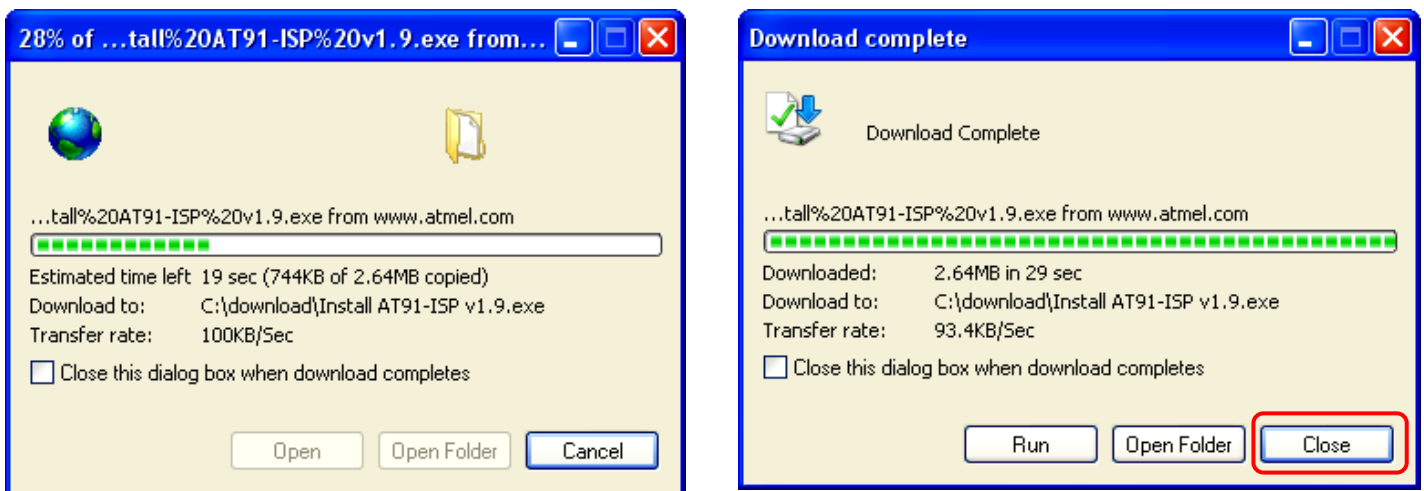 28% of ...tall%20AT91-ISP%20v1.9.exe from...
...tall%20AT91-ISP%20v1.9.exe from www.atmel.com
Estimated time left 19 sec (744KB of 2.64MB copied)
Download to: C:\download\Install AT91-ISP v1.9.exe
Transfer rate: 100KB/Sec
Close this dialog box when download completes
Open Open Folder Cancel
Download complete
Download Complete
...tall%20AT91-ISP%20v1.9.exe from www.atmel.com
Downloaded: 2.64MB in 29 sec
Download to: C:\download\Install AT91-ISP v1.9.exe
Transfer rate: 93.4KB/Sec
Close this dialog box when download completes
Run Open Folder Close